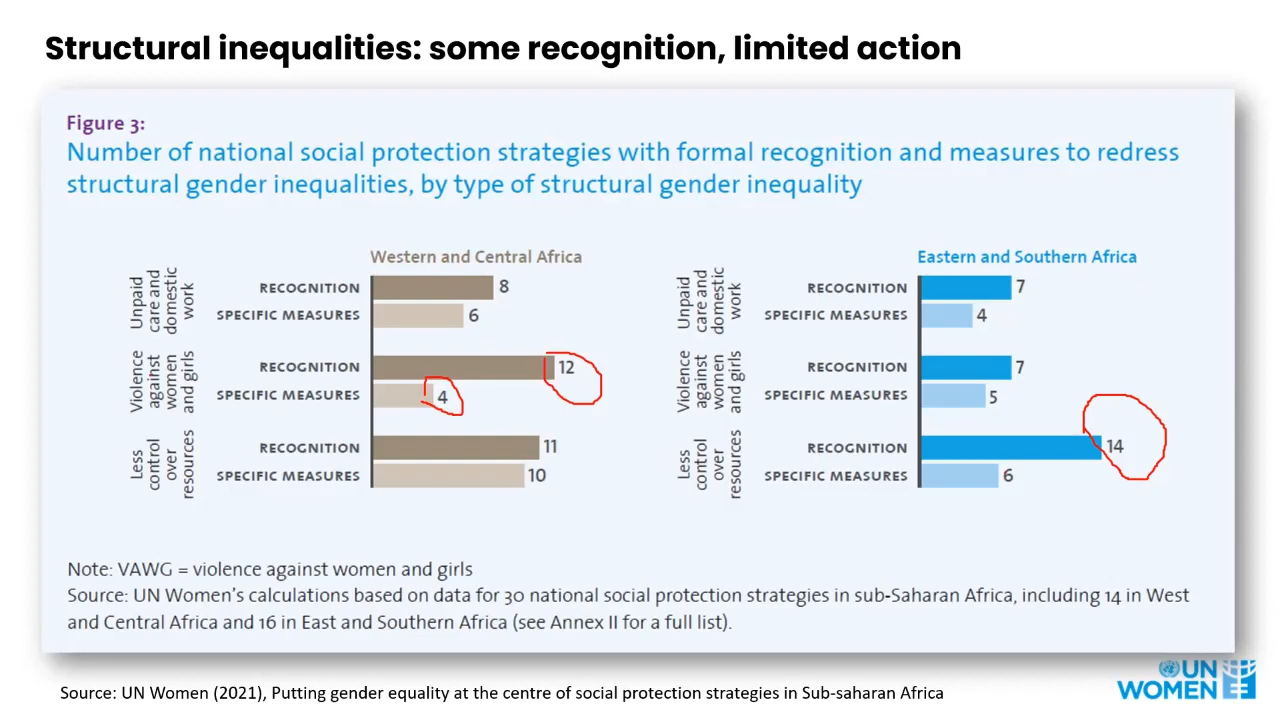 Structural inequalities: some recognition, limited action
Figure 3:
Number of national social protection strategies with formal recognition and measures to redress
structural gender inequalities, by type of structural gender inequality
Western and Central Africa
Unpaid
care and
domestic
work
RECOGNITION
8
SPECIFIC MEASURES
6
Violence
against
women
and girls
RECOGNITION
12
SPECIFIC MEASURES
4
Less
control
over
resources
RECOGNITION
11
SPECIFIC MEASURES
10
Eastern and Southern Africa
Unpaid
care and
domestic
work
RECOGNITION
7
SPECIFIC MEASURES
4
Violence
against
women
and girls
RECOGNITION
7
SPECIFIC MEASURES
5
Less
control
over
resources
RECOGNITION
14
SPECIFIC MEASURES
6
Note: VAWG = violence against women and girls
Source: UN Women’s calculations based on data for 30 national social protection strategies in sub-Saharan Africa, including 14 in West
and Central Africa and 16 in East and Southern Africa (see Annex II for a full list).
Source: UN Women (2021), Putting gender equality at the centre of social protection strategies in Sub-saharan Africa
UN
WOMEN